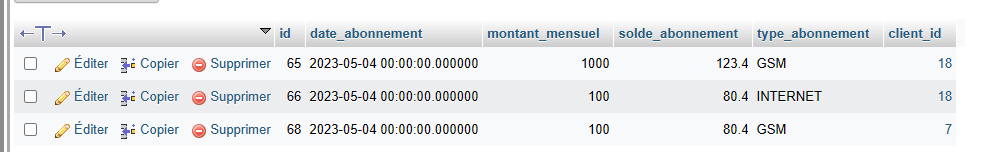 id date_abonnement montant_mensuel solde_abonnement type_abonnement client_id
Éditer Copier Supprimer 65 2023-05-04 00:00:00.000000 1000 123.4 GSM 18
Éditer Copier Supprimer 66 2023-05-04 00:00:00.000000 100 80.4 INTERNET 18
Éditer Copier Supprimer 68 2023-05-04 00:00:00.000000 100 80.4 GSM 7